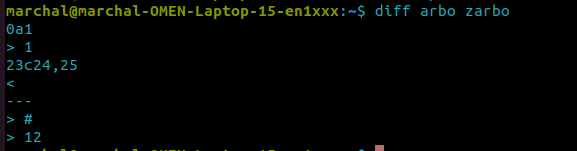 marchal@marchal-OMEN-Laptop-15-en1xxx:~$ diff arbo zarbo
0a1
> 1
23c24,25
<
---
> #
> 12